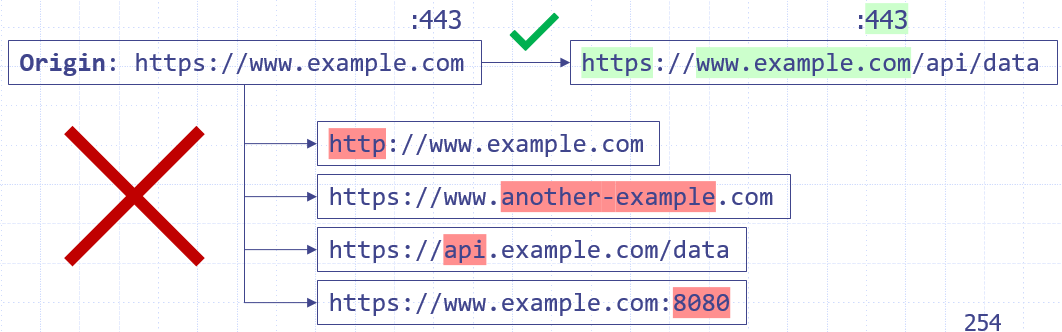 :443 :443
Origin: https://www.example.com https://www.example.com/api/data
http://www.example.com
https://www.another-example.com
https://api.example.com/data
https://www.example.com:8080
254